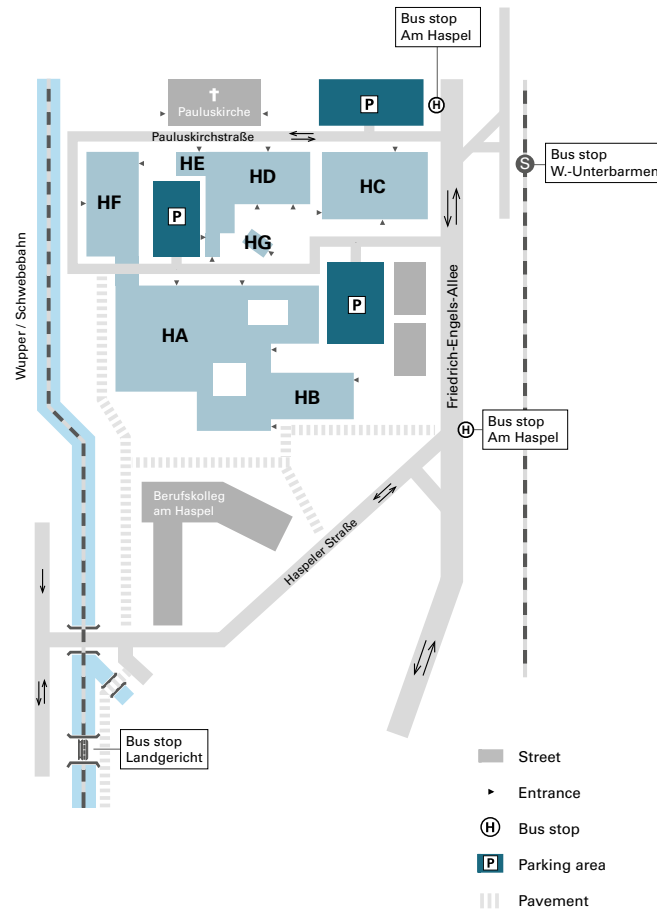 Bus stop
Am Haspel
P
H
Pauluskirche
Pauluskirchstraße
S
Bus stop
W.-Unterbarmen
HE
HD
HC
HF
P
HG
Wupper / Schwebebahn
P
HA
Friedrich-Engels-Allee
HB
H
Bus stop
Am Haspel
Berufskolleg
am Haspel
Haspeler Straße
Bus stop
Landgericht
Street
Entrance
H
Bus stop
P
Parking area
Pavement